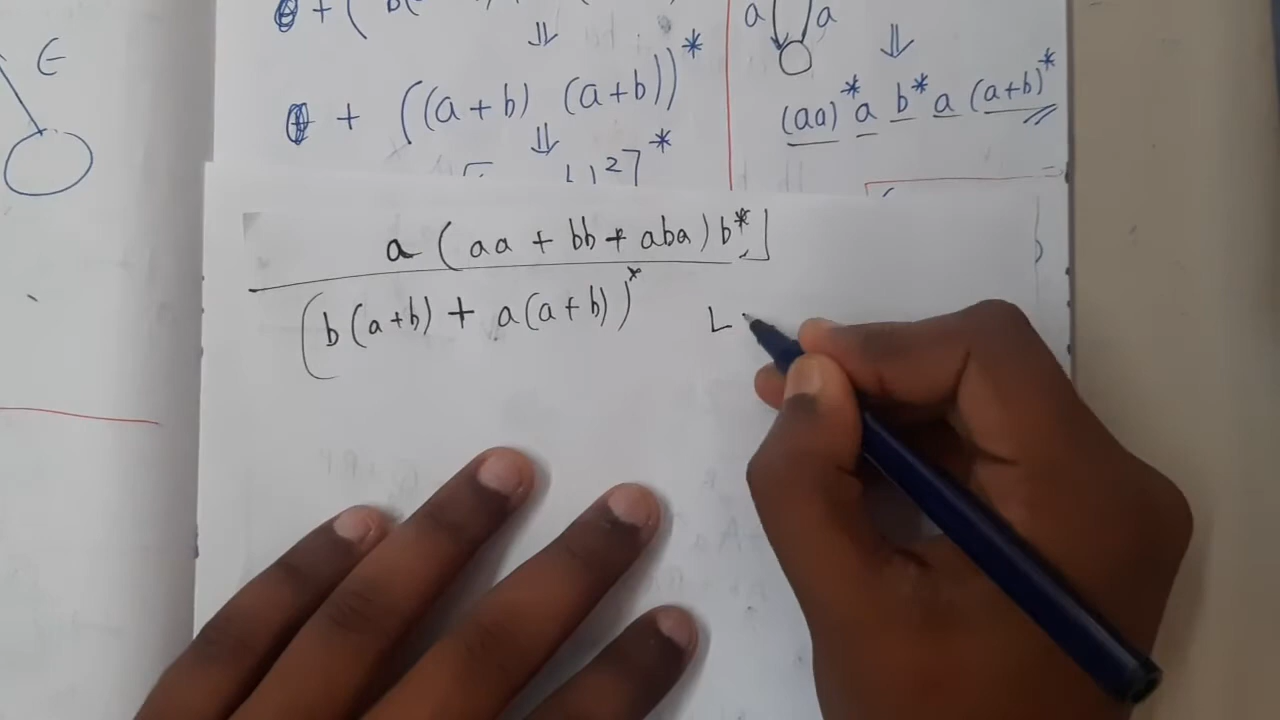 ∈
a a
(aa)* a b* a (a+b)*
⇓
θ + ((a+b) (a+b))*
⇓
a (aa + bb + aba) b*
(b(a+b) + a(a+b))*
L